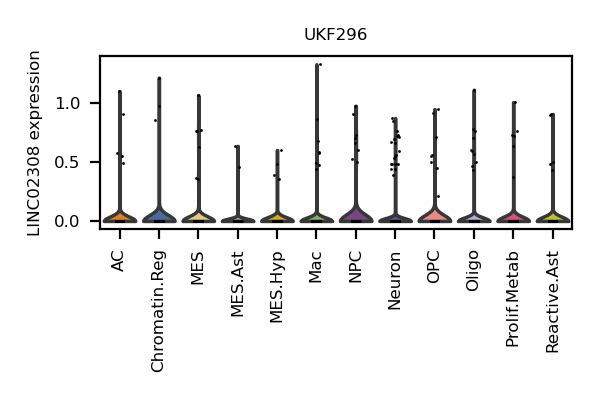 UKF296
LINC02308 expression
1.0
0.5
0.0
AC
Chromatin.Reg
MES
MES.Ast
MES.Hyp
Mac
NPC
Neuron
OPC
Oligo
Prolif.Metab
Reactive.Ast